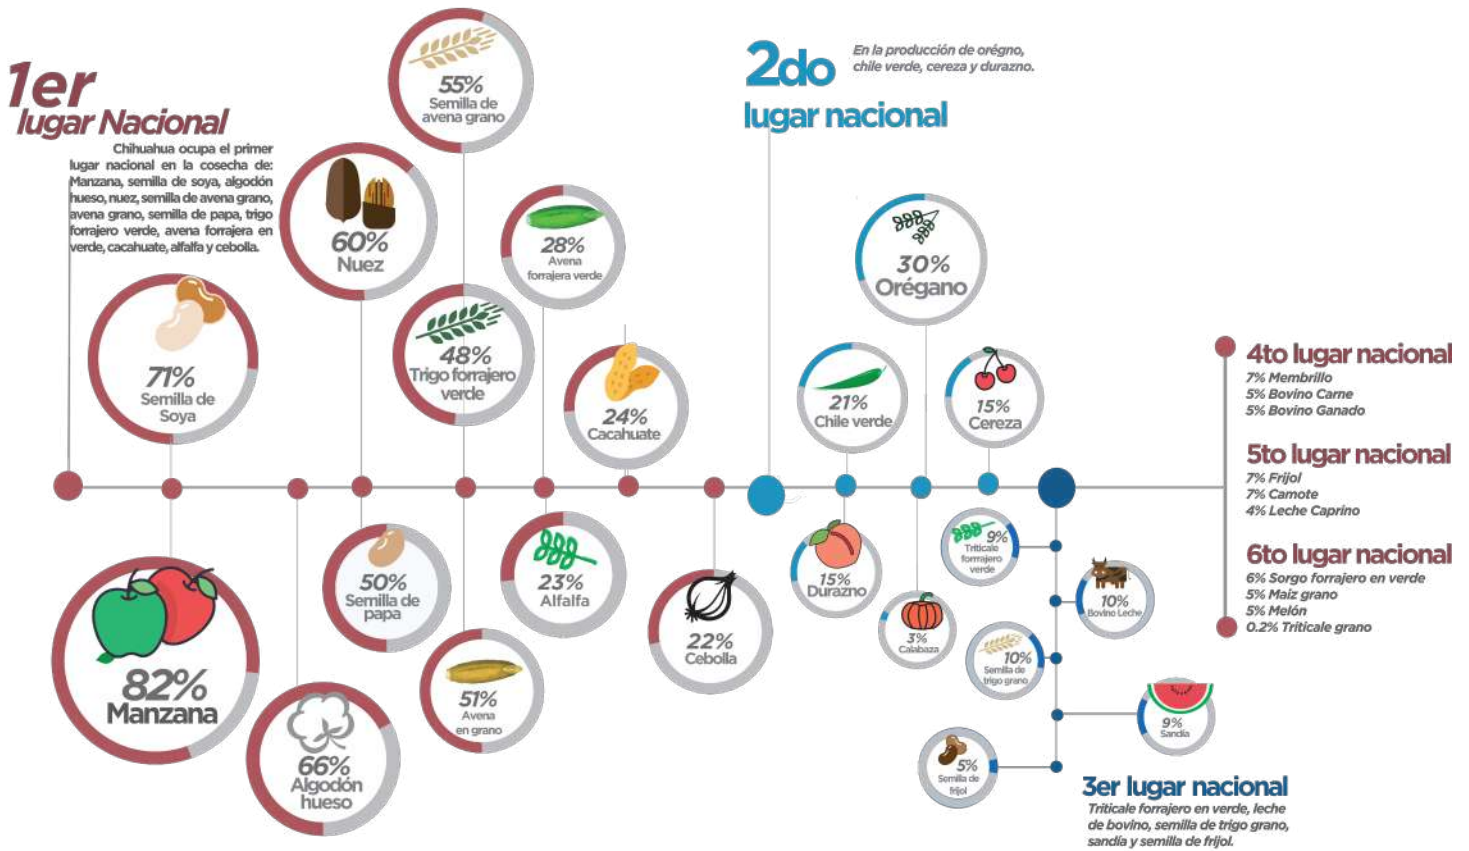 1er
lugar Nacional
Chihuahua ocupa el primer
lugar nacional en la cosecha de:
Manzana, semilla de soya, algodón
hueso, nuez, semilla de avena grano,
avena grano, semilla de papa, trigo
forrajero verde, avena forrajera en
verde, cacahuate, alfalfa y cebolla.
55%
Semilla de
avena grano
60%
Nuez
28%
Avena
forrajera verde
71%
Semilla de
Soya
48%
Trigo forrajero
verde
24%
Cacahuate
82%
Manzana
66%
Algodón
hueso
50%
Semilla de
papa
51%
Avena
en grano
23%
Alfalfa
22%
Cebolla
2do
lugar nacional
En la producción de orégno,
chile verde, cereza y durazno.
30%
Orégano
21%
Chile verde
15%
Cereza
15%
Durazno
3%
Calabaza
9%
Triticale
forrrajero
verde
10%
Bovino Leche
10%
Semilla de
trigo grano
9%
Sandía
5%
Semilla de
frijol
3er lugar nacional
Triticale forrajero en verde, leche
de bovino, semilla de trigo grano,
sandía y semilla de frijol.
4to lugar nacional
7% Membrillo
5% Bovino Carne
5% Bovino Ganado
5to lugar nacional
7% Frijol
7% Camote
4% Leche Caprino
6to lugar nacional
6% Sorgo forrajero en verde
5% Maiz grano
5% Melón
0.2% Triticale grano